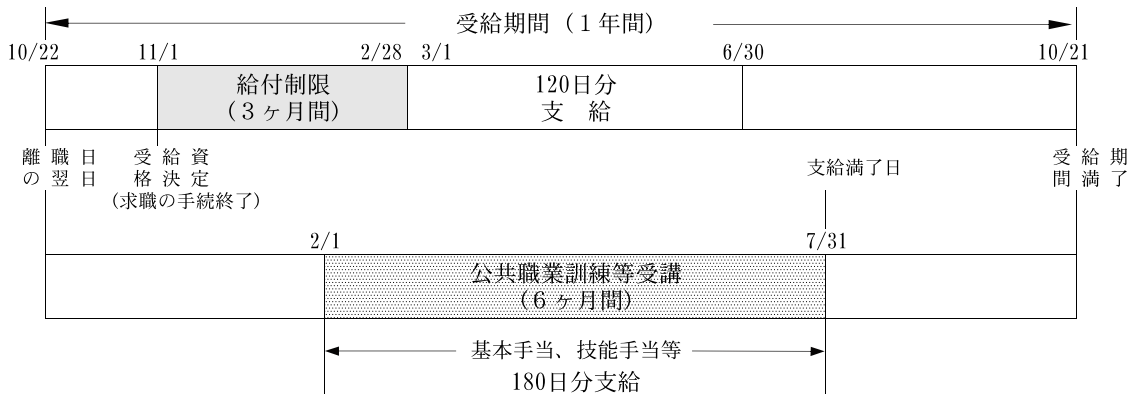 受給期間（１年間）
10/22 11/1 2/28 3/1 6/30 10/21
給付制限
（３ヶ月間）
120日分
支　給
離職日
の翌日
受給資
格決定
（求職の手続終了）
支給満了日
受給期
間満了
2/1 7/31
公共職業訓練等受講
（６ヶ月間）
基本手当、技能手当等
180日分支給